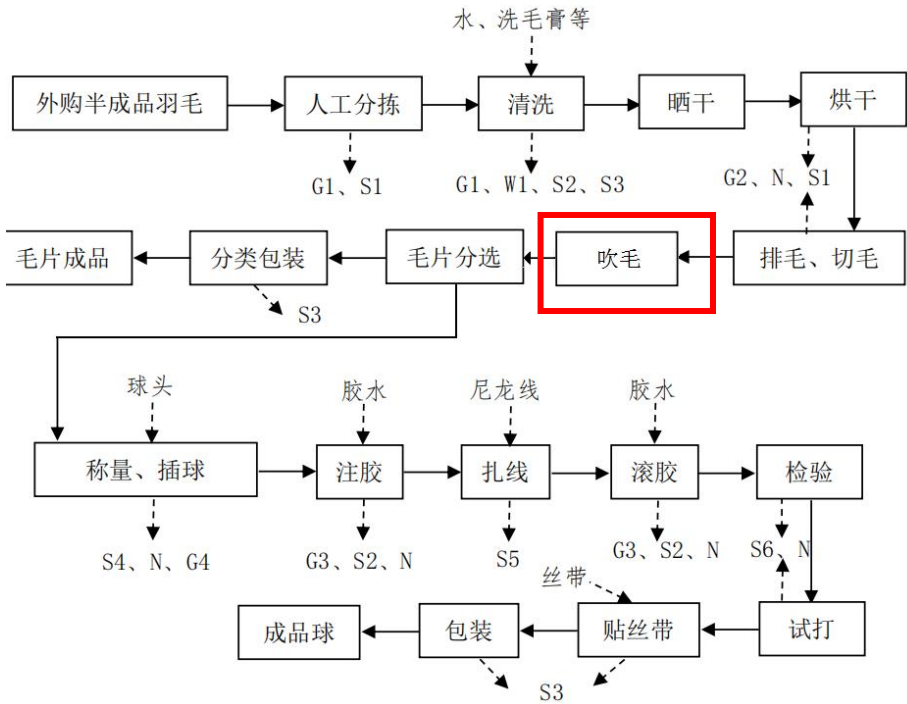 水、洗毛膏等
外购半成品羽毛
人工分拣
清洗
晒干
烘干
G1、S1
G1、W1、S2、S3
G2、N、S1
毛片成品
分类包装
毛片分选
吹毛
排毛、切毛
S3
球头
胶水
尼龙线
胶水
称量、插球
注胶
扎线
滚胶
检验
S4、N、G4
G3、S2、N
S5
G3、S2、N
S6、N
丝带
成品球
包装
贴丝带
试打
S3